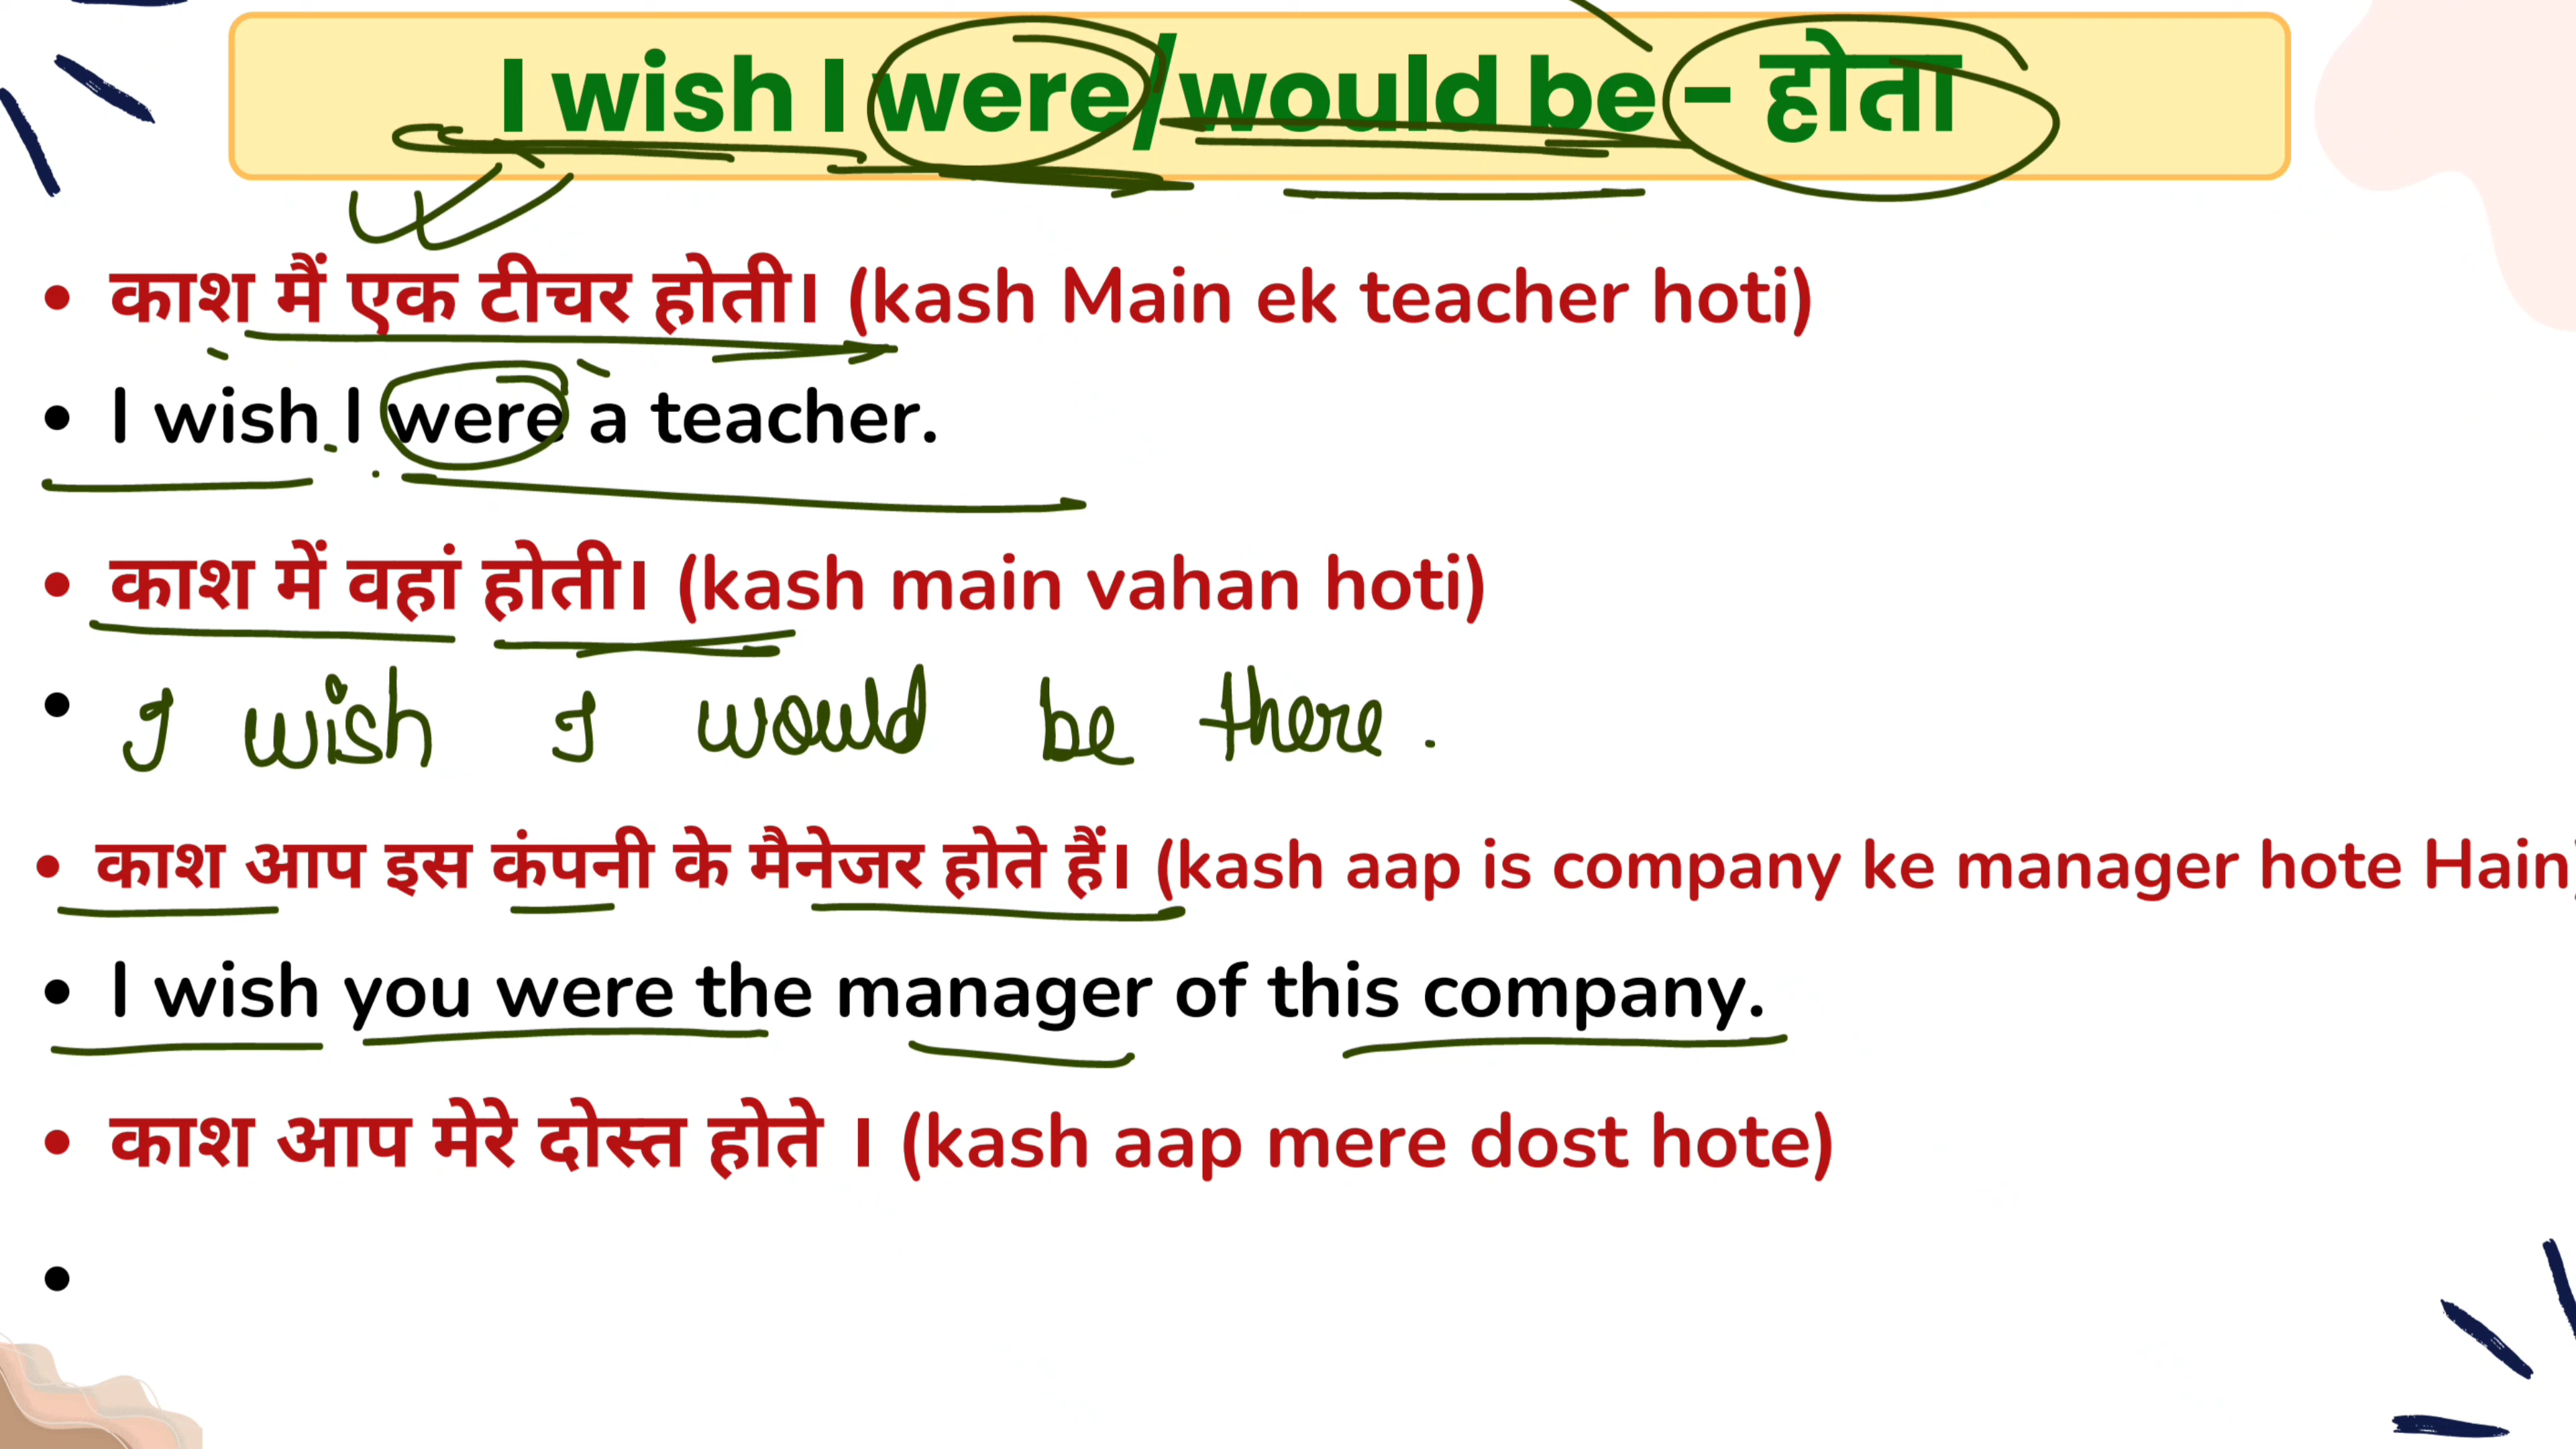 I wish I were/would be - होता
• काश मैं एक टीचर होती। (kash Main ek teacher hoti)
• I wish I were a teacher.
• काश में वहां होती। (kash main vahan hoti)
• I wish I would be there.
• काश आप इस कंपनी के मैनेजर होते हैं। (kash aap is company ke manager hote Hain)
• I wish you were the manager of this company.
• काश आप मेरे दोस्त होते । (kash aap mere dost hote)
•